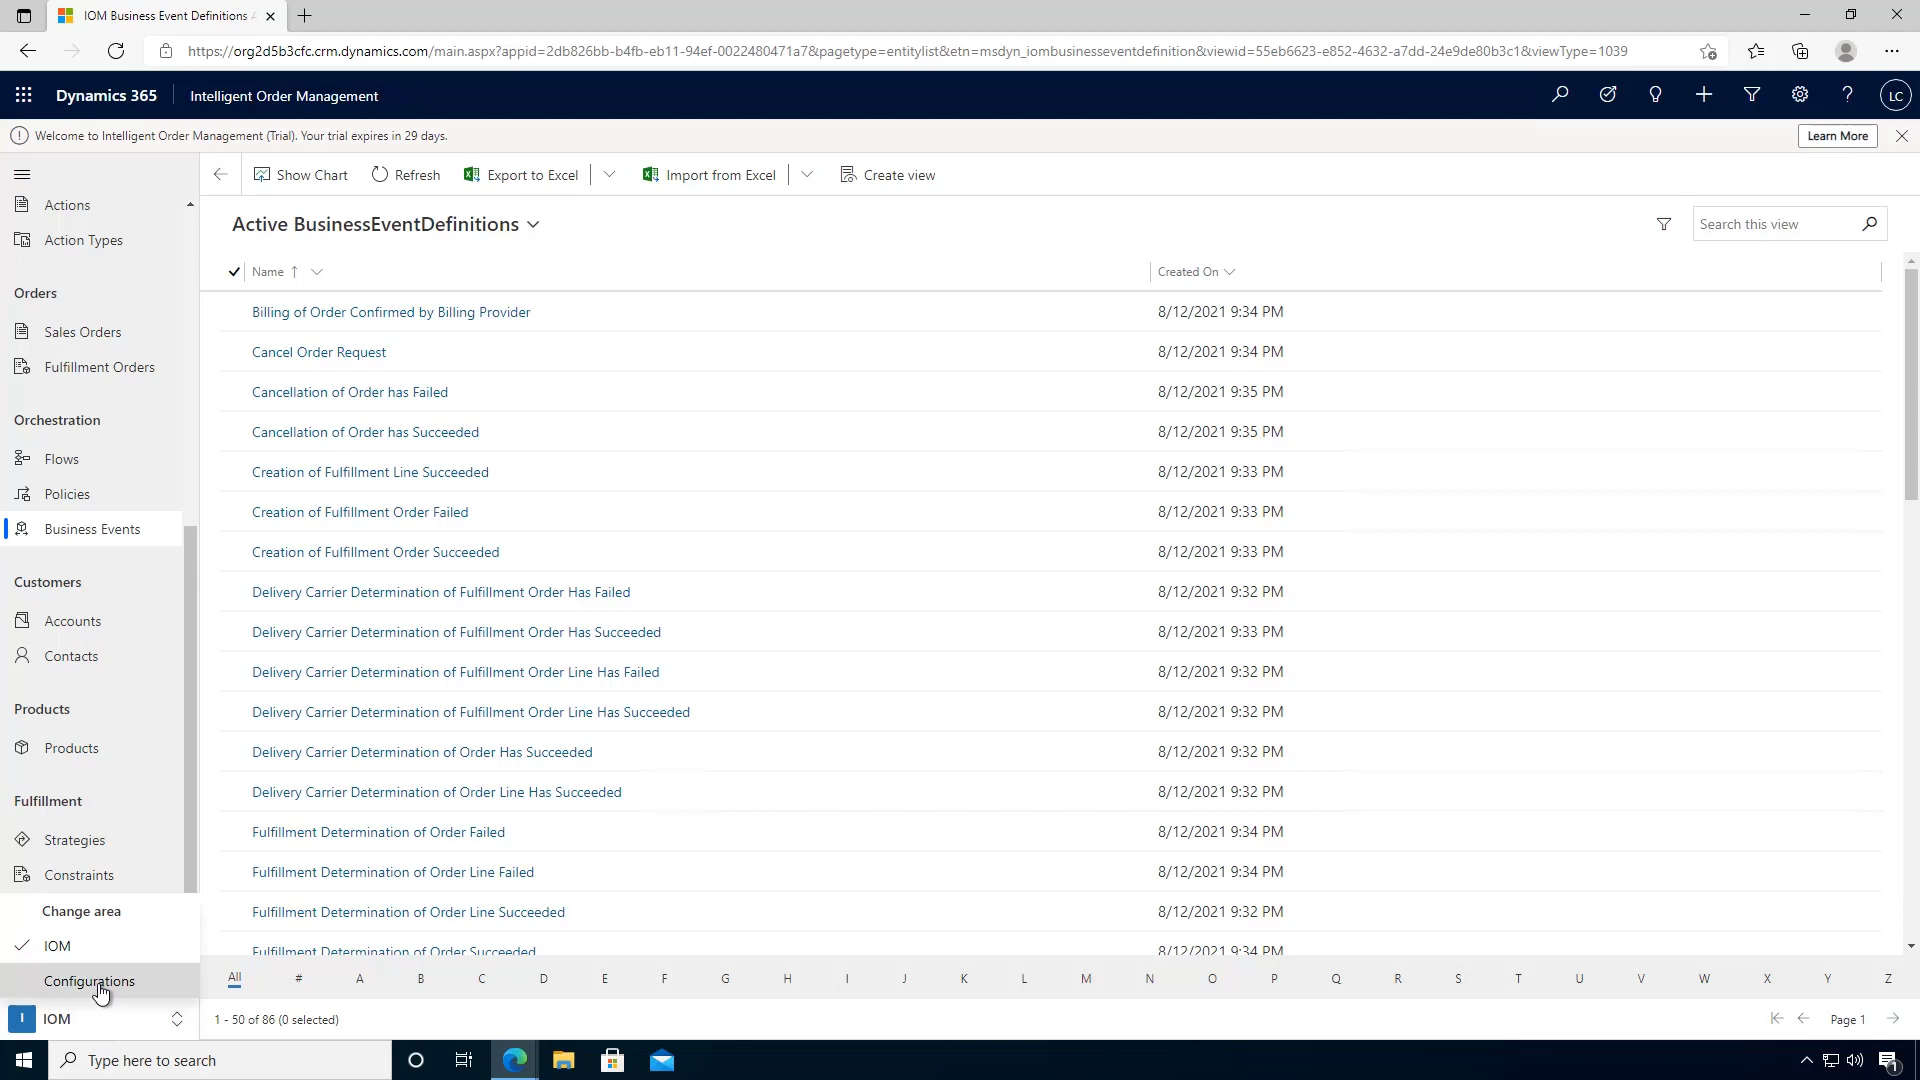 IOM Business Event Definitions A
https://org2d5b3cfc.crm.dynamics.com/main.aspx?appid=2db826bb-b4fb-eb11-94ef-0022480471a7&pagetype=entitylist&etn=msdyn_iombusinesseventdefinition&viewid=55eb6623-e852-4632-a7dd-24e9de80b3c1&viewType=1039
Dynamics 365 Intelligent Order Management LC
Welcome to Intelligent Order Management (Trial). Your trial expires in 29 days. Learn More
Show Chart Refresh Export to Excel Import from Excel Create view
Actions
Action Types
Orders
Sales Orders
Fulfillment Orders
Orchestration
Flows
Policies
Business Events
Customers
Accounts
Contacts
Products
Products
Fulfillment
Strategies
Constraints
Change area
IOM
Configurations
I IOM
Active BusinessEventDefinitions Search this view
Name Created On
Billing of Order Confirmed by Billing Provider 8/12/2021 9:34 PM
Cancel Order Request 8/12/2021 9:34 PM
Cancellation of Order has Failed 8/12/2021 9:35 PM
Cancellation of Order has Succeeded 8/12/2021 9:35 PM
Creation of Fulfillment Line Succeeded 8/12/2021 9:33 PM
Creation of Fulfillment Order Failed 8/12/2021 9:33 PM
Creation of Fulfillment Order Succeeded 8/12/2021 9:33 PM
Delivery Carrier Determination of Fulfillment Order Has Failed 8/12/2021 9:32 PM
Delivery Carrier Determination of Fulfillment Order Has Succeeded 8/12/2021 9:33 PM
Delivery Carrier Determination of Fulfillment Order Line Has Failed 8/12/2021 9:32 PM
Delivery Carrier Determination of Fulfillment Order Line Has Succeeded 8/12/2021 9:32 PM
Delivery Carrier Determination of Order Has Succeeded 8/12/2021 9:32 PM
Delivery Carrier Determination of Order Line Has Succeeded 8/12/2021 9:32 PM
Fulfillment Determination of Order Failed 8/12/2021 9:34 PM
Fulfillment Determination of Order Line Failed 8/12/2021 9:34 PM
Fulfillment Determination of Order Line Succeeded 8/12/2021 9:32 PM
Fulfillment Determination of Order Succeeded 8/12/2021 9:34 PM
All # A B C D E F G H I J K L M N O P Q R S T U V W X Y Z
1 - 50 of 86 (0 selected) Page 1
Type here to search 1